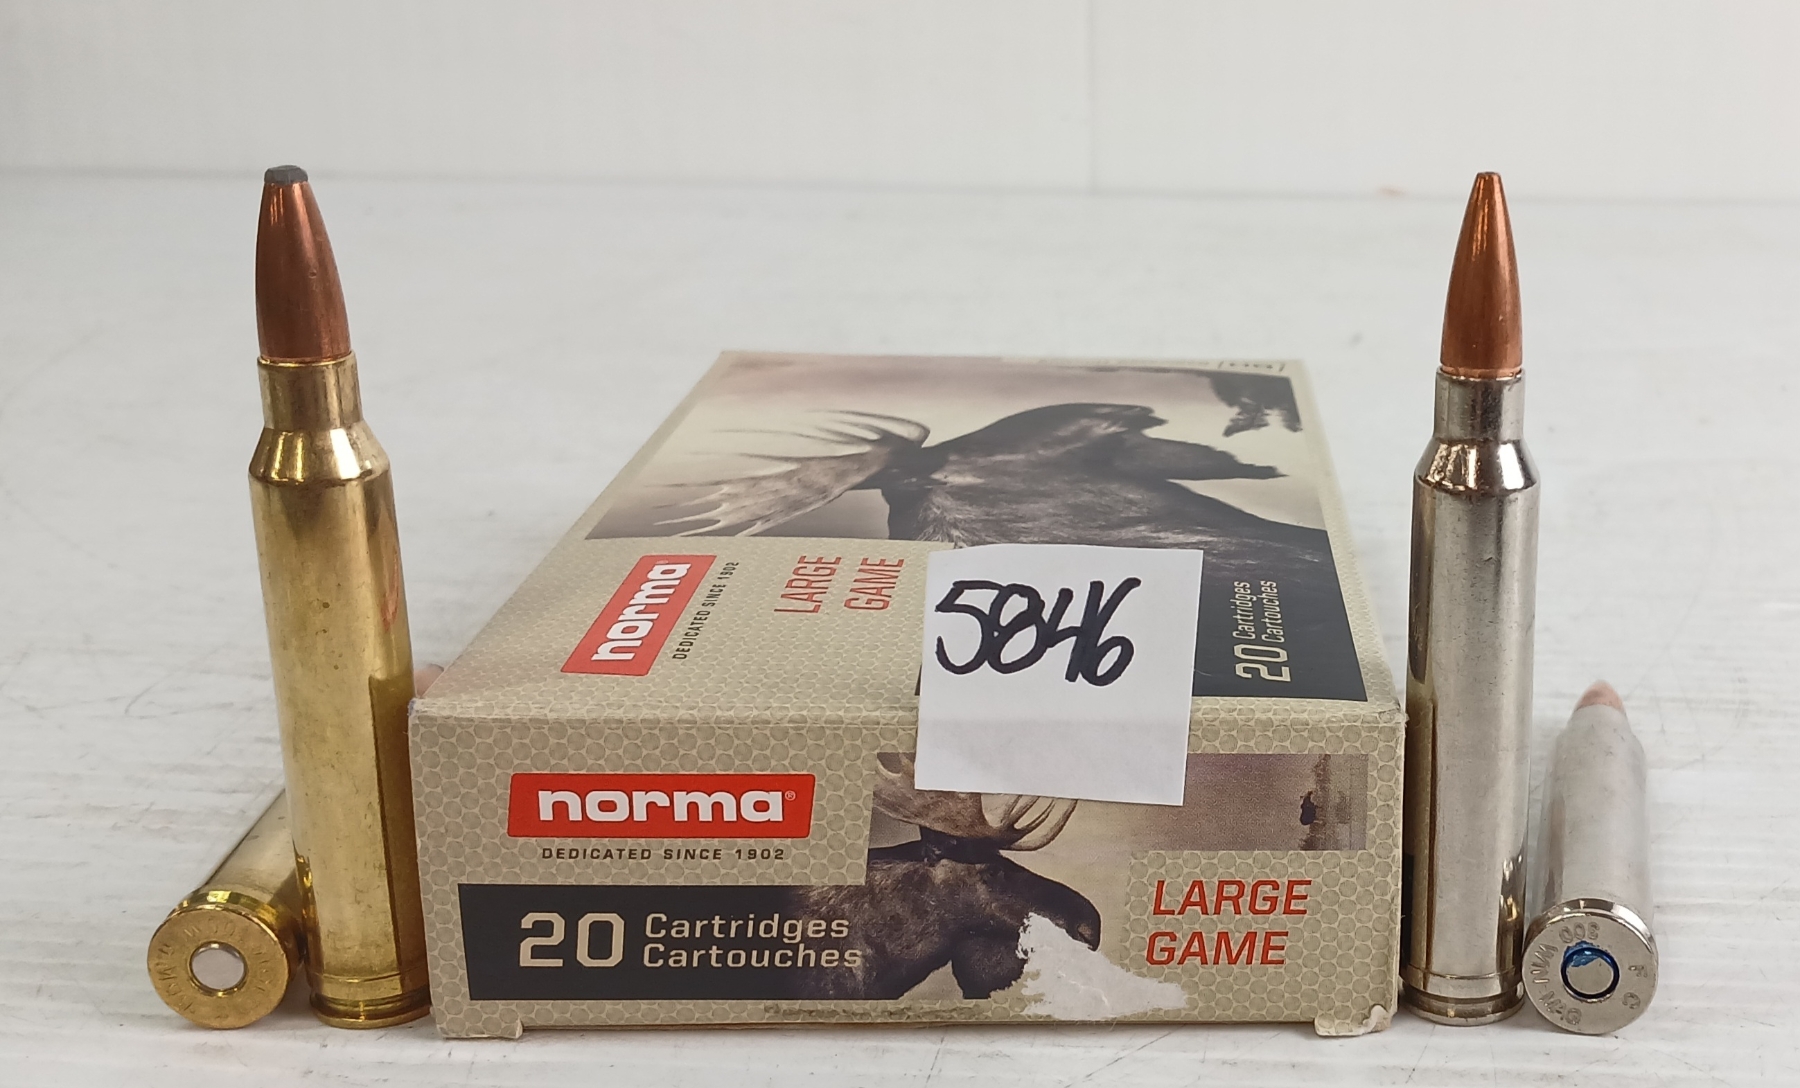 norma
DEDICATED SINCE 1902
LARGE
GAME
20 Cartridges
Cartouches
5846
norma®
DEDICATED SINCE 1902
20 Cartridges
Cartouches
LARGE
GAME
F C
300 WIN MAG